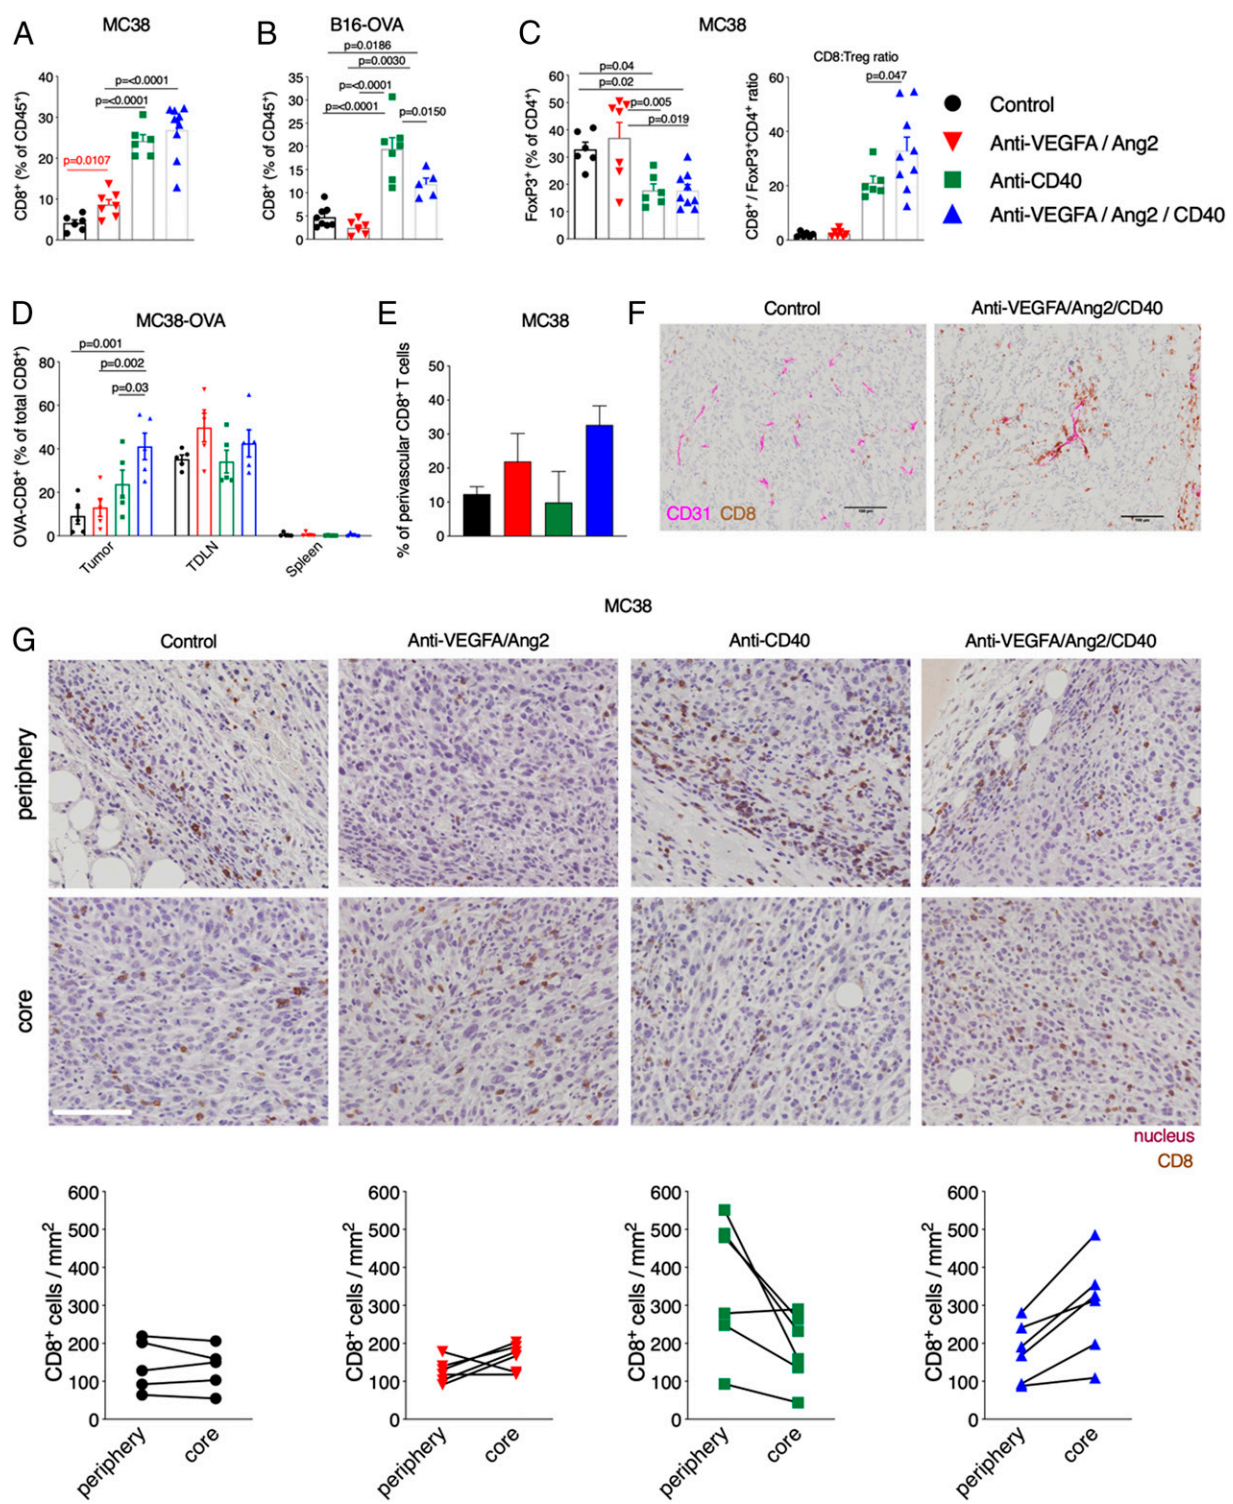 A
MC38
CD8⁺ (% of CD45⁺)
40
30
20
10
0
p=<0.0001
p=<0.0001
p=0.0107
B
B16-OVA
CD8⁺ (% of CD45⁺)
35
30
25
20
15
10
5
0
p=0.0186
p=0.0030
p=<0.0001
p=<0.0001
p=0.0150
C
MC38
FoxP3⁺ (% of CD4⁺)
60
50
40
30
20
10
0
p=0.04
p=0.02
p=0.005
p=0.019
CD8:Treg ratio
CD8⁺ / FoxP3⁺CD4⁺ ratio
60
40
20
0
p=0.047
Control
Anti-VEGFA / Ang2
Anti-CD40
Anti-VEGFA / Ang2 / CD40
D
MC38-OVA
OVA-CD8⁺ (% of total CD8⁺)
80
60
40
20
0
p=0.001
p=0.002
p=0.03
Tumor
TDLN
Spleen
E
MC38
% of perivascular CD8⁺ T cells
50
40
30
20
10
0
F
Control
Anti-VEGFA/Ang2/CD40
CD31 CD8
100 µm
100 µm
MC38
G
Control
Anti-VEGFA/Ang2
Anti-CD40
Anti-VEGFA/Ang2/CD40
periphery
core
nucleus
CD8
CD8⁺ cells / mm²
600
500
400
300
200
100
0
periphery
core
CD8⁺ cells / mm²
600
500
400
300
200
100
0
periphery
core
CD8⁺ cells / mm²
600
500
400
300
200
100
0
periphery
core
CD8⁺ cells / mm²
600
500
400
300
200
100
0
periphery
core